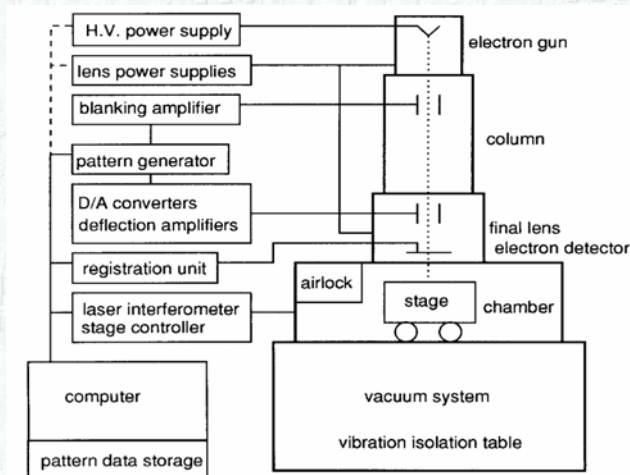 H.V. power supply
electron gun
lens power supplies
blanking amplifier
column
pattern generator
D/A converters
deflection amplifiers
final lens
electron detector
registration unit
airlock
laser interferometer
stage controller
stage
chamber
computer
vacuum system
vibration isolation table
pattern data storage